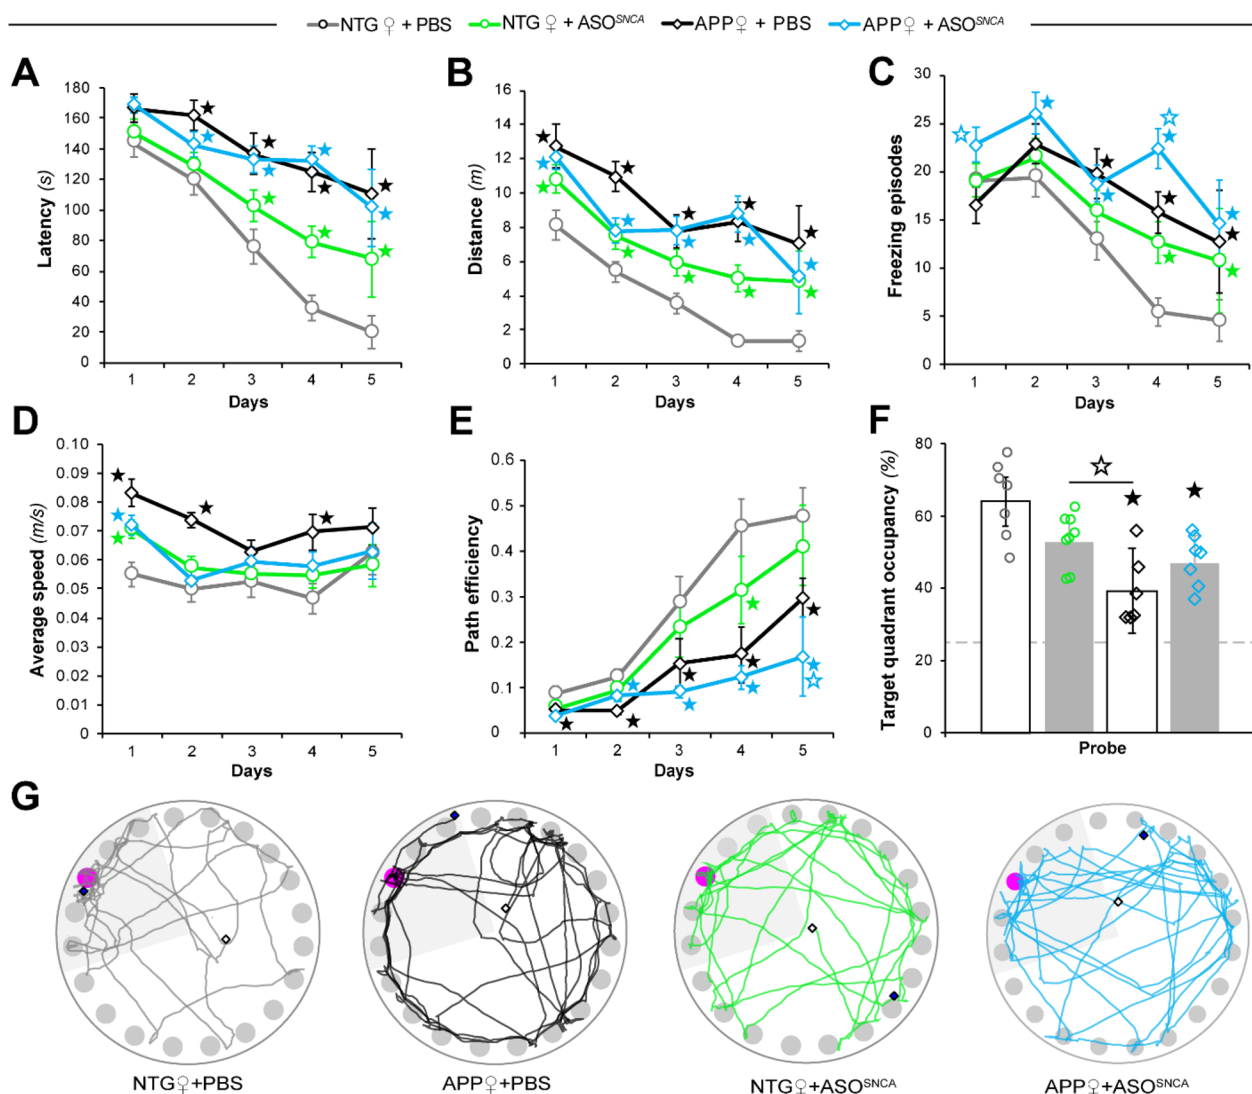 NTG♀ + PBS NTG ♀ + ASO^SNCA APP♀ + PBS APP♀ + ASO^SNCA
A B C
Latency (s)
180
160
140
120
100
80
60
40
20
0
1 2 3 4 5
Days
Distance (m)
16
14
12
10
8
6
4
2
0
1 2 3 4 5
Days
Freezing episodes
30
25
20
15
10
5
0
1 2 3 4 5
Days
D E F
Average speed (m/s)
0.10
0.09
0.08
0.07
0.06
0.05
0.04
0.03
0.02
0.01
0.00
1 2 3 4 5
Days
Path efficiency
0.6
0.5
0.4
0.3
0.2
0.1
0
1 2 3 4 5
Days
Target quadrant occupancy (%)
80
60
40
20
0
Probe
G
NTG♀+PBS APP♀+PBS NTG♀+ASO^SNCA APP♀+ASO^SNCA